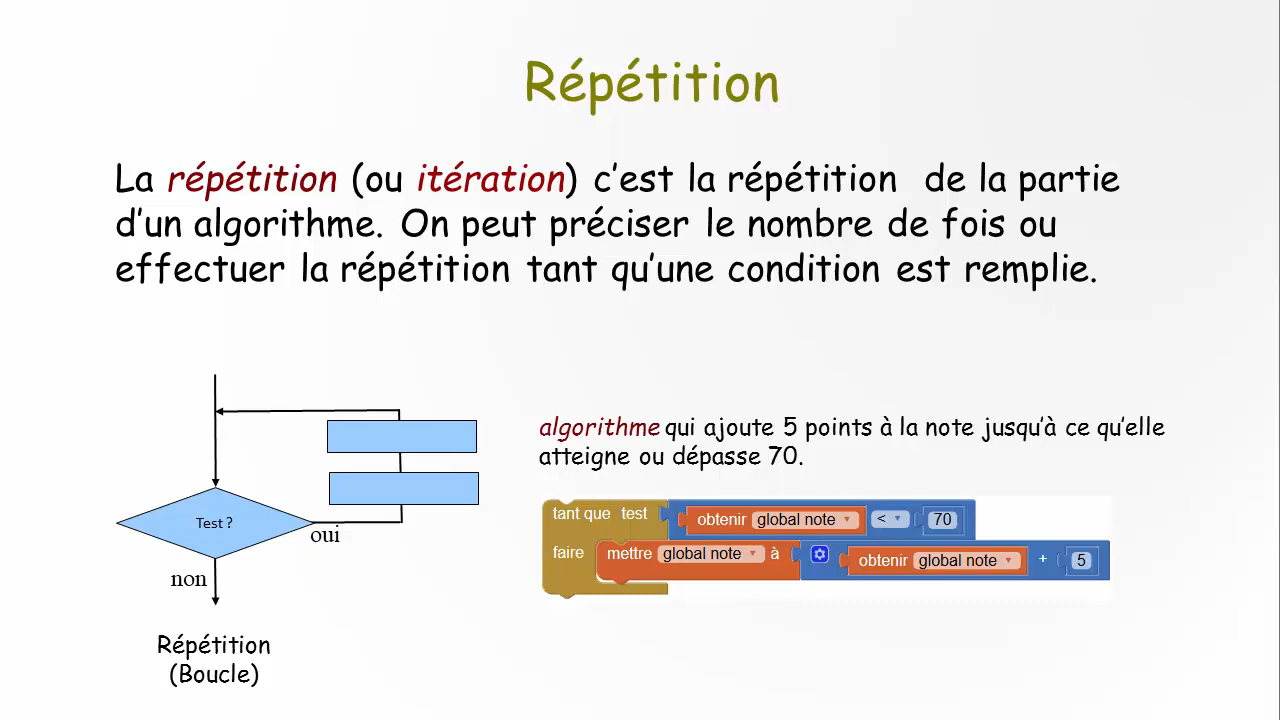 Répétition
La répétition (ou itération) c’est la répétition de la partie
d’un algorithme. On peut préciser le nombre de fois ou
effectuer la répétition tant qu’une condition est remplie.
algorithme qui ajoute 5 points à la note jusqu’à ce qu’elle
atteigne ou dépasse 70.
Test ?
oui
non
Répétition
(Boucle)
tant que test obtenir global note < 70
faire mettre global note à obtenir global note + 5